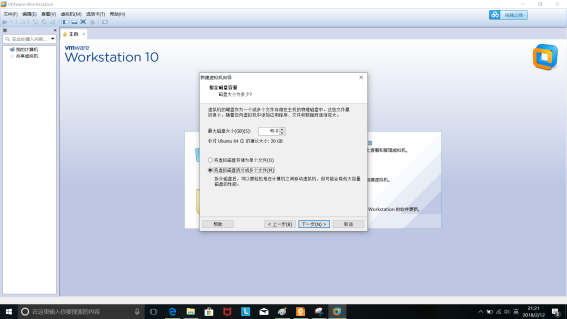 VMware Workstation
文件(F) 编辑(E) 查看(V) 虚拟机(M) 选项卡(T) 帮助(H)
库
在此处键入内容...
我的计算机
共享虚拟机
主页
vmware
Workstation 10
新建虚拟机向导
指定磁盘容量
磁盘大小为多少?
虚拟机的硬盘作为一个或多个文件存储在主机的物理磁盘中。这些文件最
初很小，随着您向虚拟机中添加应用程序、文件和数据而逐渐变大。
最大磁盘大小(GB)(S):
针对 Ubuntu 64 位 的建议大小: 20 GB
将虚拟磁盘存储为单个文件(O)
将虚拟磁盘拆分成多个文件(M)
拆分磁盘后，可以更轻松地在计算机之间移动虚拟机，但可能会降低大容量
磁盘的性能。
帮助
< 上一步(B)
下一步(N) >
取消
查看和管理虚拟机。
虚拟机。
Workstation 的软件更新。
在这里输入你要搜索的内容
21:21
2018/2/12